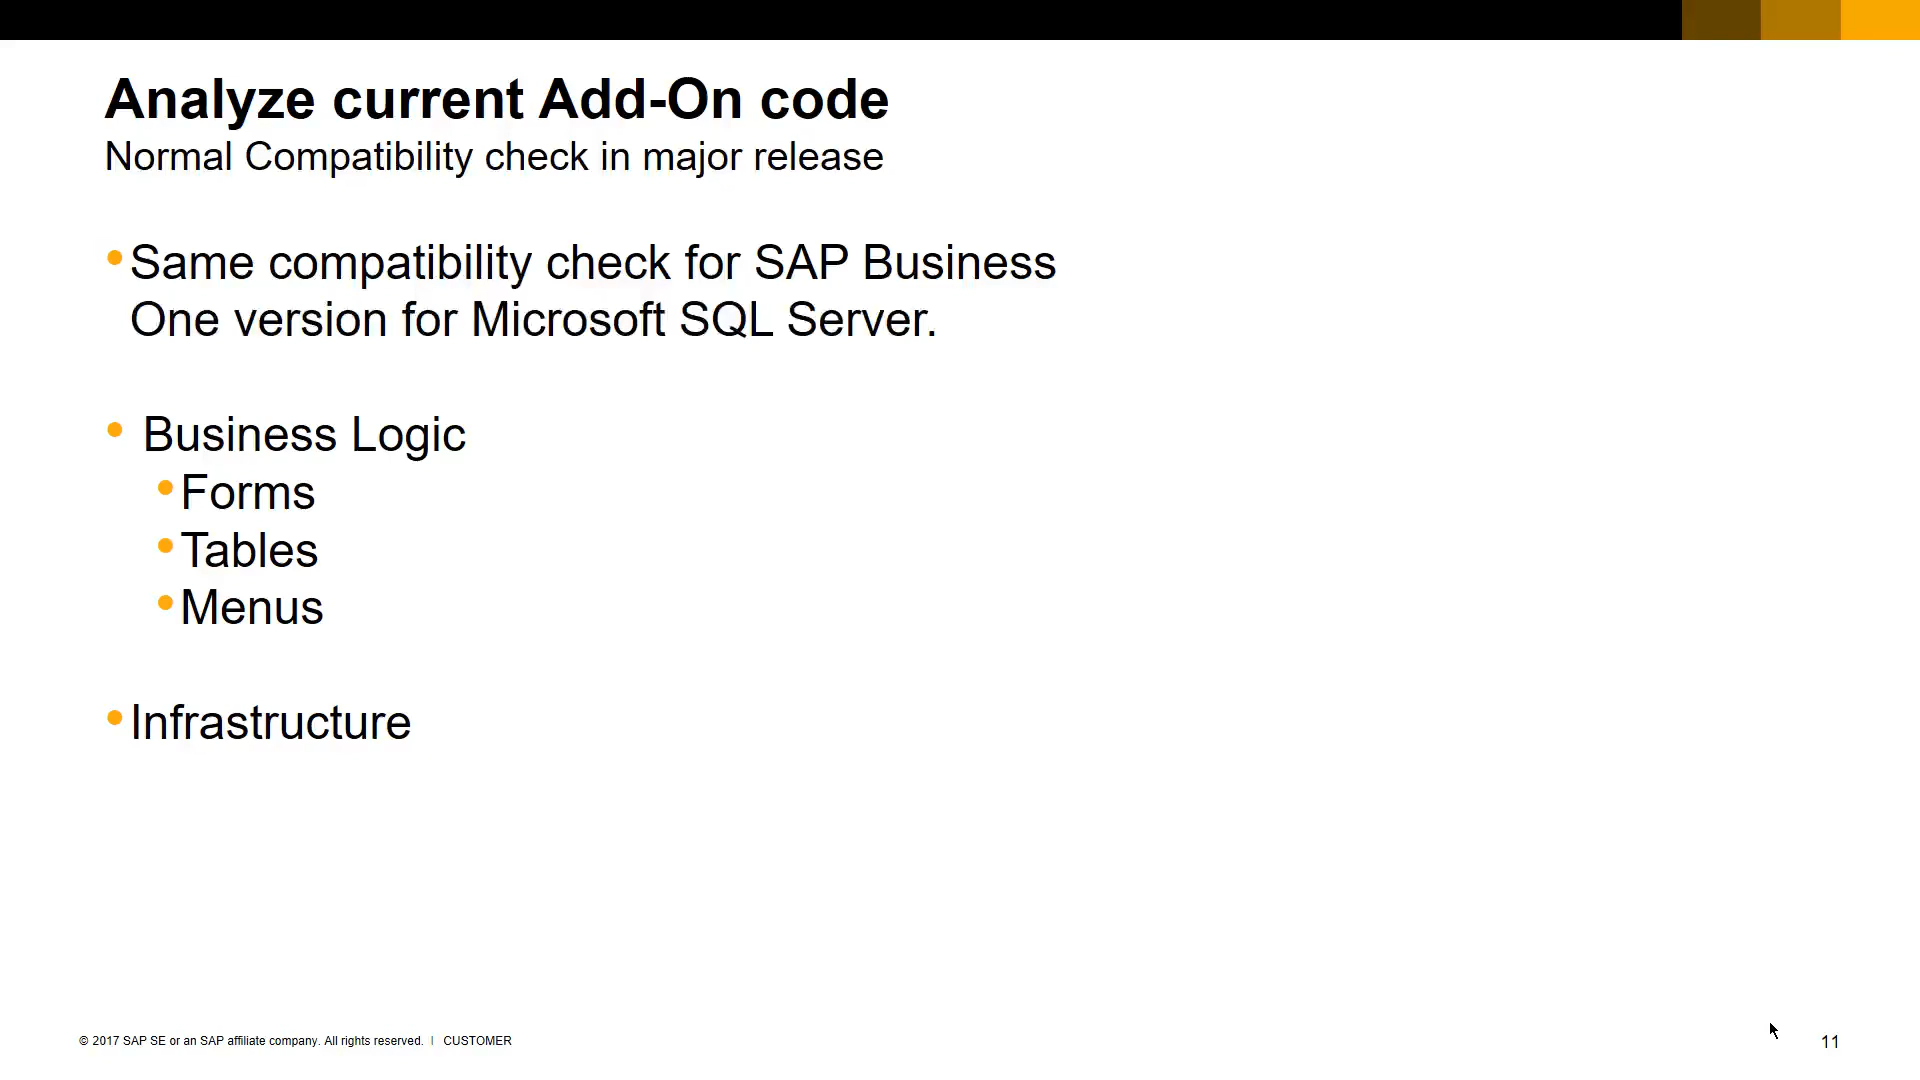 Analyze current Add-On code
Normal Compatibility check in major release
• Same compatibility check for SAP Business
One version for Microsoft SQL Server.
• Business Logic
• Forms
• Tables
• Menus
• Infrastructure
© 2017 SAP SE or an SAP affiliate company. All rights reserved. | CUSTOMER
11